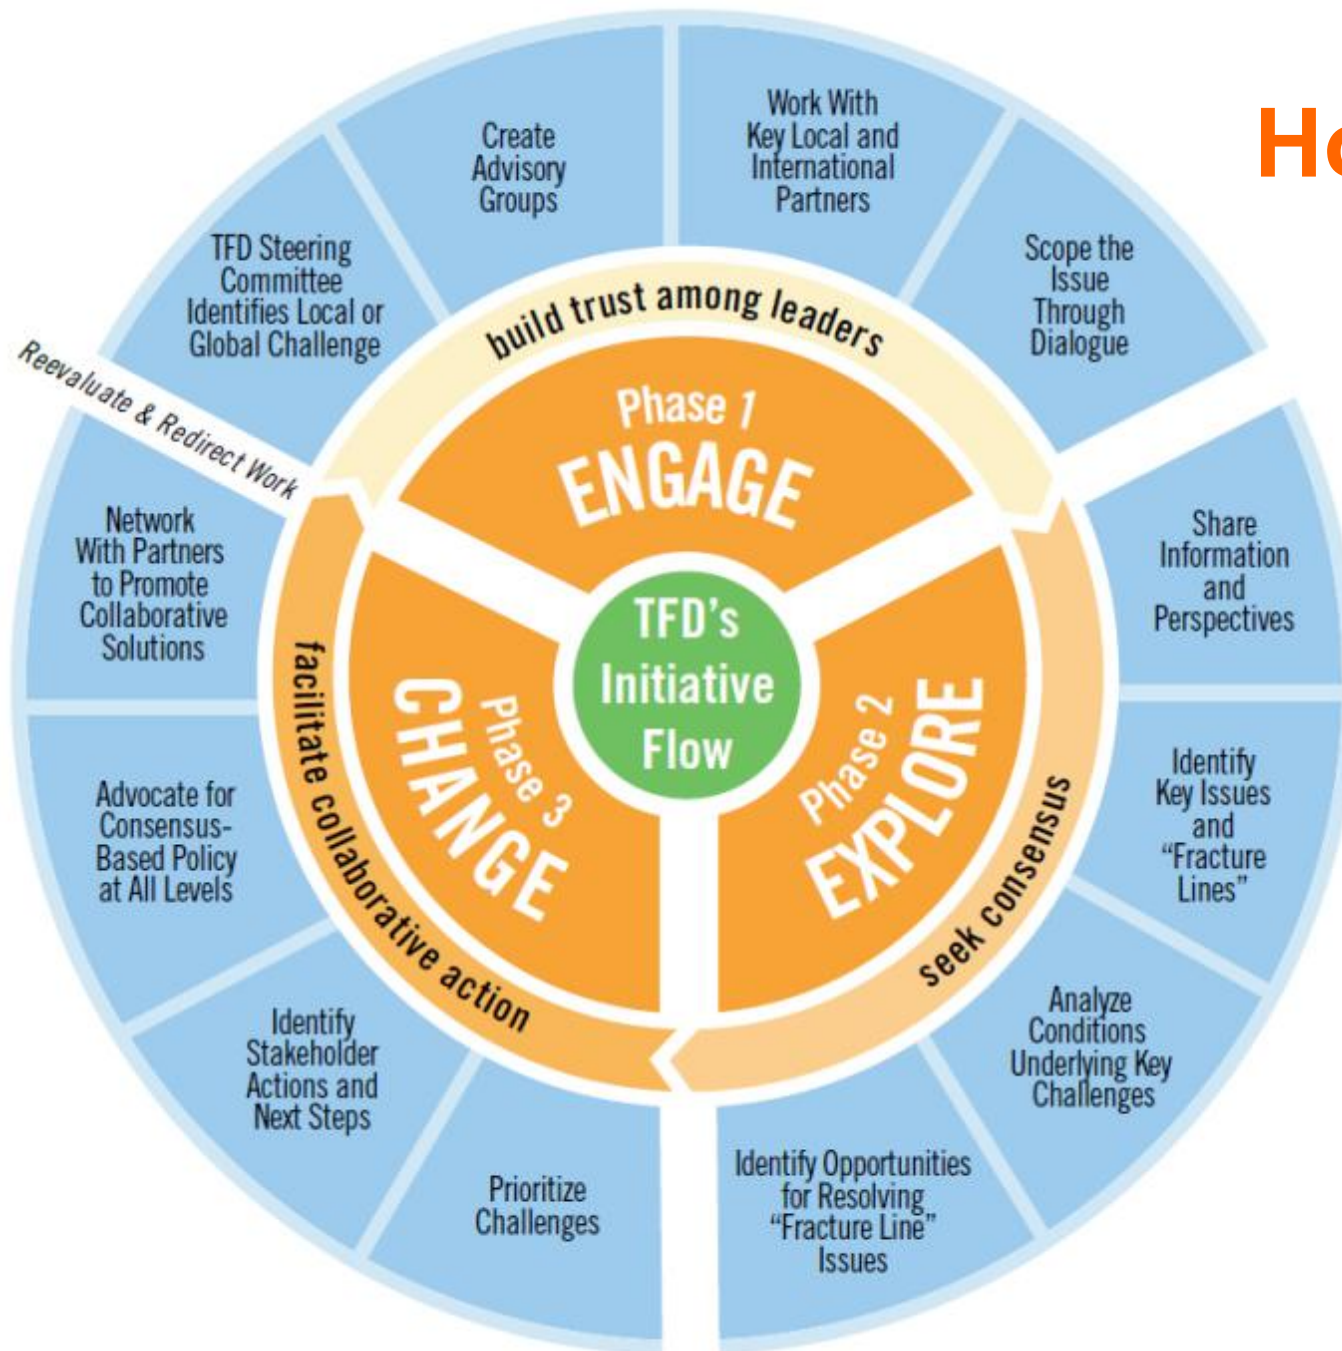 Ho
Work With
Key Local and
International
Partners
Create
Advisory
Groups
TFD Steering
Committee
Identifies Local or
Global Challenge
Scope the
Issue
Through
Dialogue
build trust among leaders
Reevaluate & Redirect Work
Phase 1
ENGAGE
Share
Information
and
Perspectives
Network
With Partners
to Promote
Collaborative
Solutions
TFD's
Initiative
Flow
Phase 2
EXPLORE
Phase 3
CHANGE
facilitate collaborative action
seek consensus
Identify
Key Issues
and
“Fracture
Lines”
Advocate for
Consensus-
Based Policy
at All Levels
Analyze
Conditions
Underlying Key
Challenges
Identify
Stakeholder
Actions and
Next Steps
Identify Opportunities
for Resolving
“Fracture Line”
Issues
Prioritize
Challenges